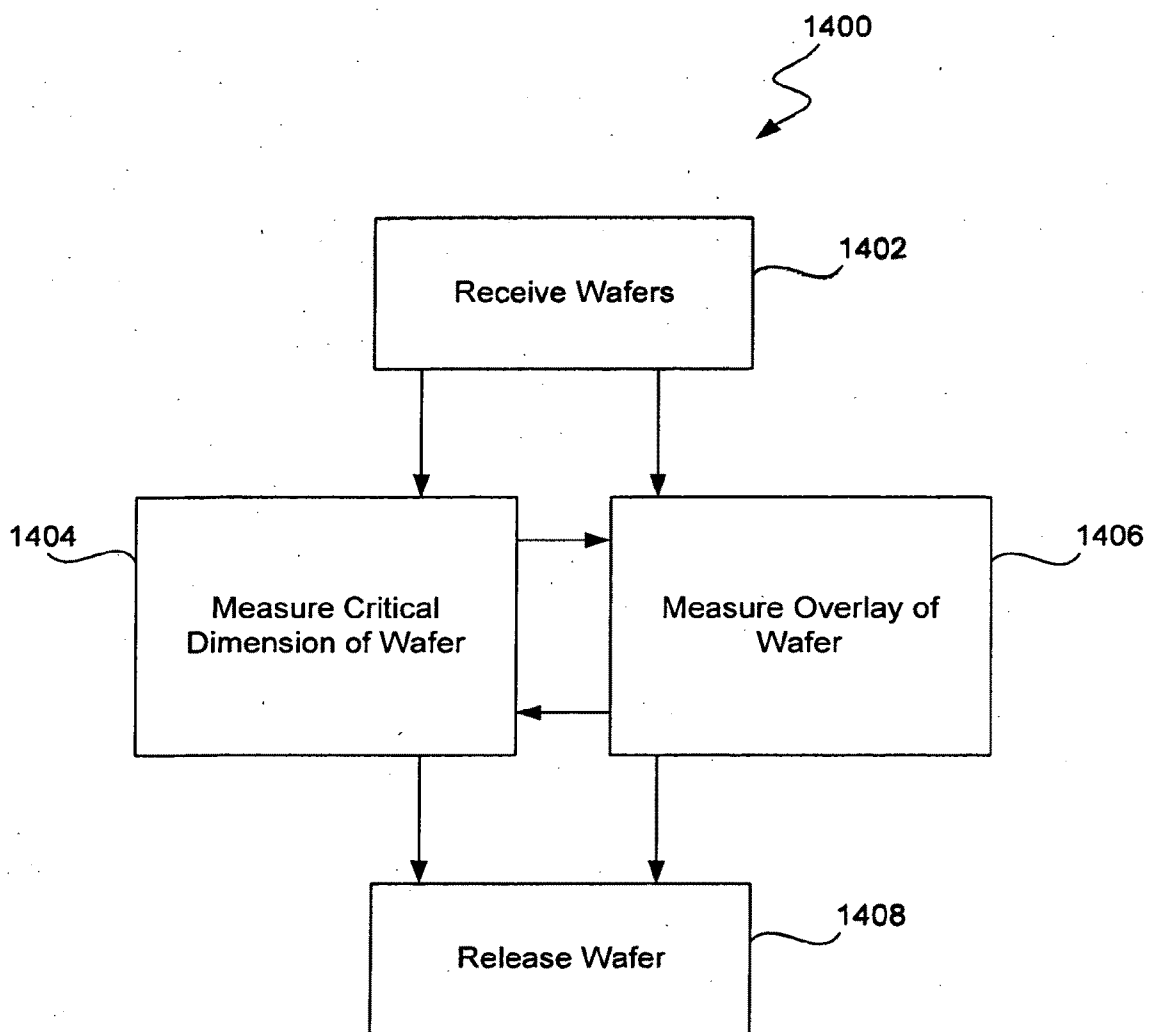 1400
1402
Receive Wafers
1404
1406
Measure Critical
Dimension of Wafer
Measure Overlay of
Wafer
1408
Release Wafer